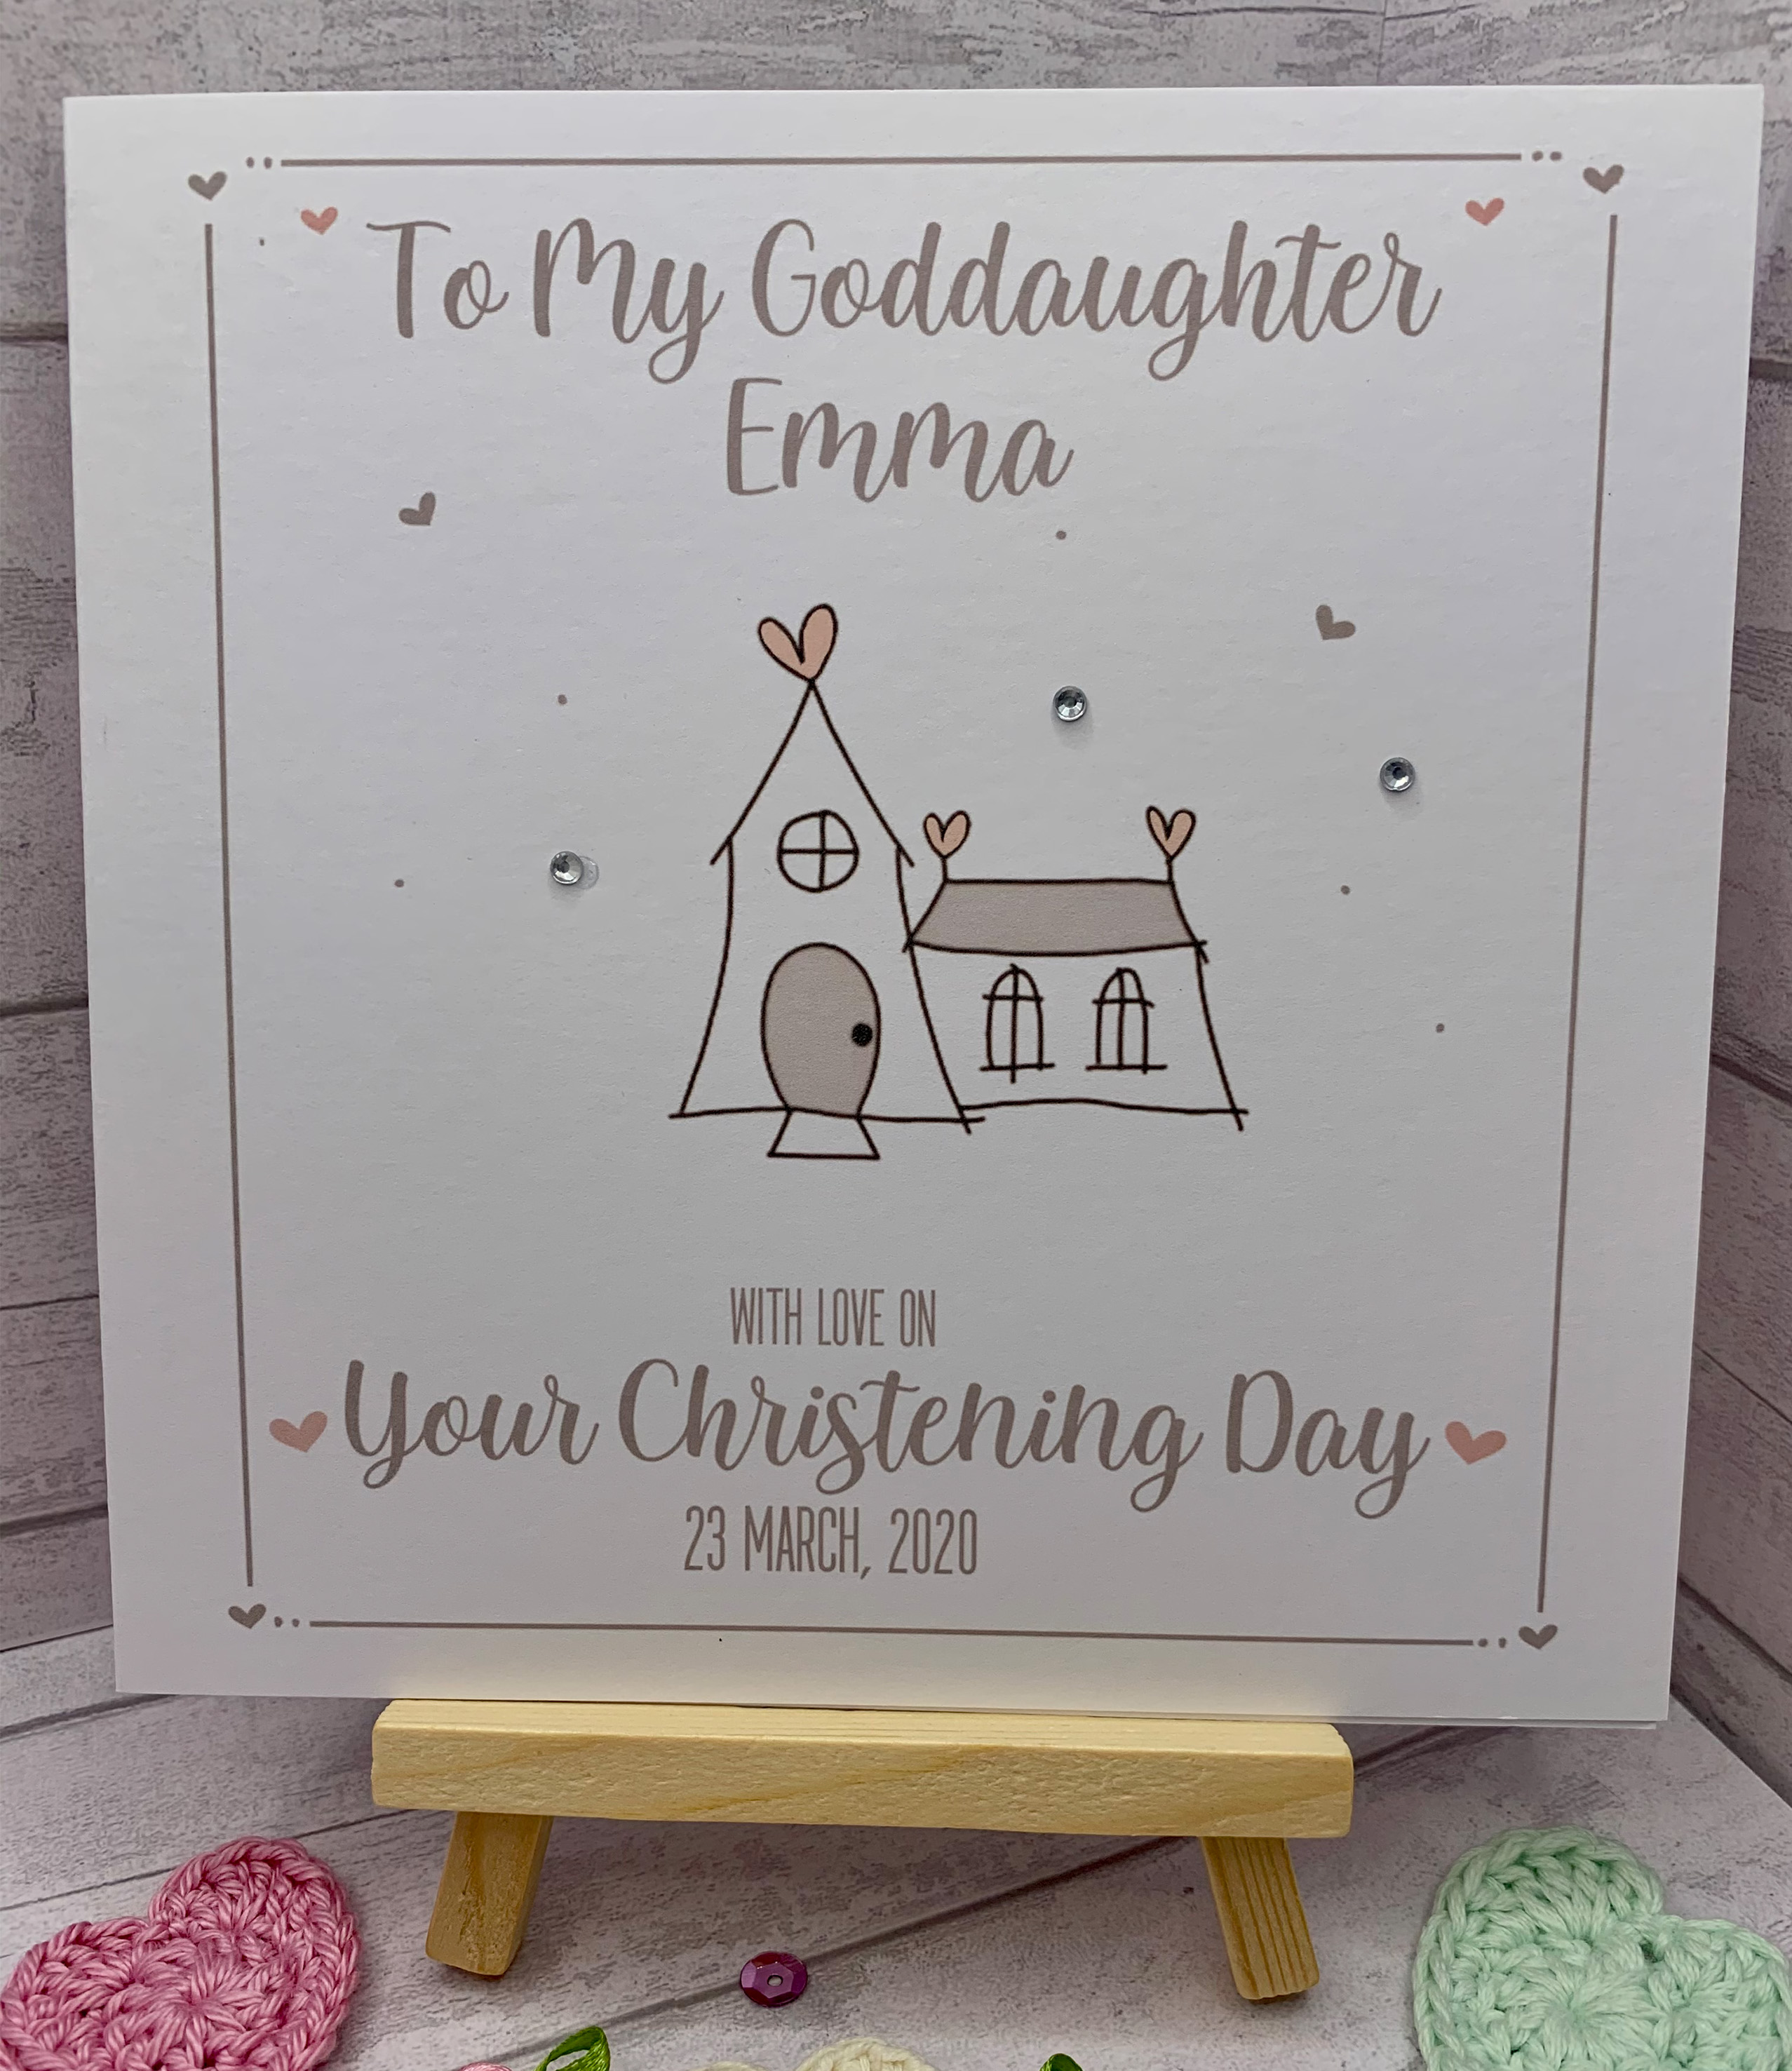 To My Goddaughter
Emma
WITH LOVE ON
Your Christening Day
23 MARCH, 2020